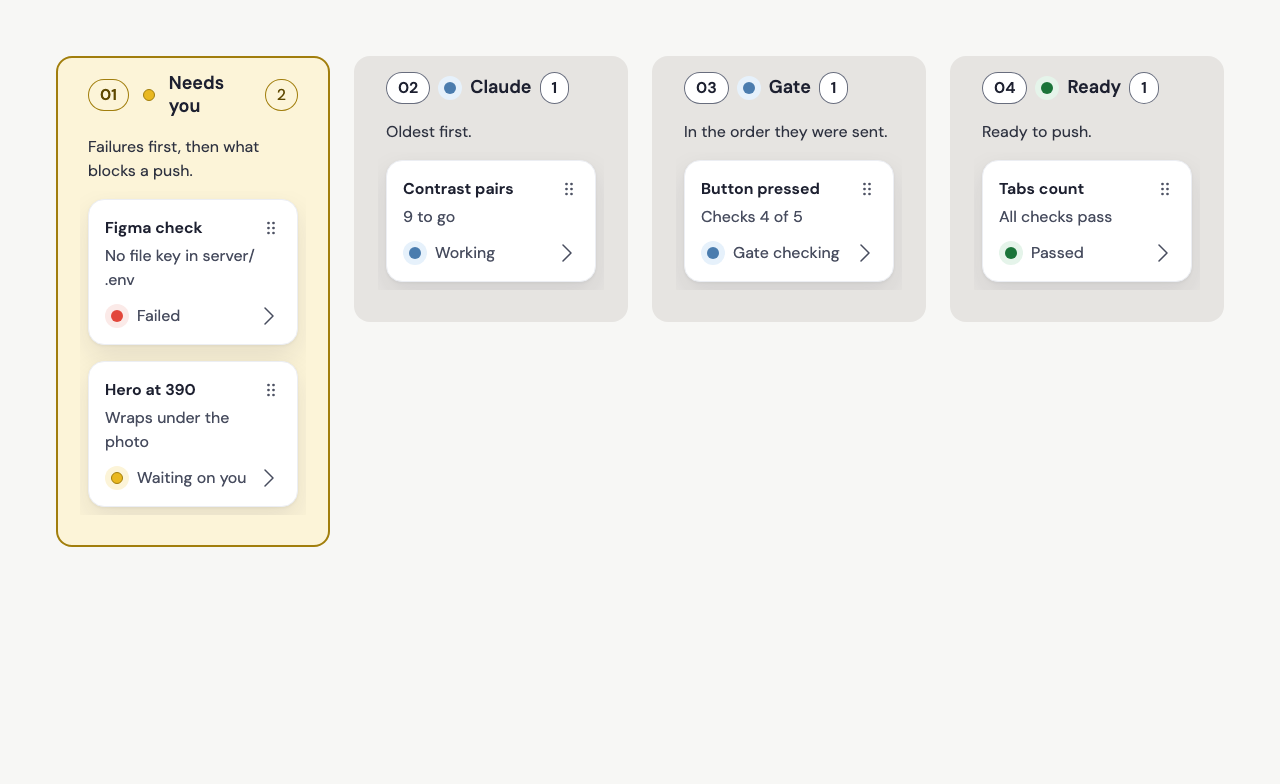 01 Needs you 2
Failures first, then what
blocks a push.
Figma check
No file key in server/
.env
Failed
Hero at 390
Wraps under the
photo
Waiting on you
02 Claude 1
Oldest first.
Contrast pairs
9 to go
Working
03 Gate 1
In the order they were sent.
Button pressed
Checks 4 of 5
Gate checking
04 Ready 1
Ready to push.
Tabs count
All checks pass
Passed